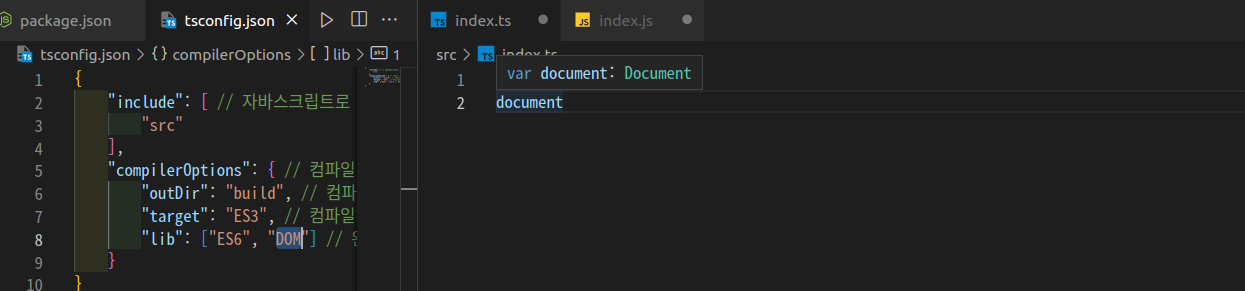 package.json
tsconfig.json
tsconfig.json > {} compilerOptions > [ ] lib > abc 1
1 {
2 "include": [ // 자바스크립트로
3 "src"
4 ],
5 "compilerOptions": { // 컴파일
6 "outDir": "build", // 컴파
7 "target": "ES3", // 컴파일
8 "lib": ["ES6", "DOM"] //
9 }
10 }
TS index.ts
JS index.js
src > TS index.ts
var document: Document
1
2 document